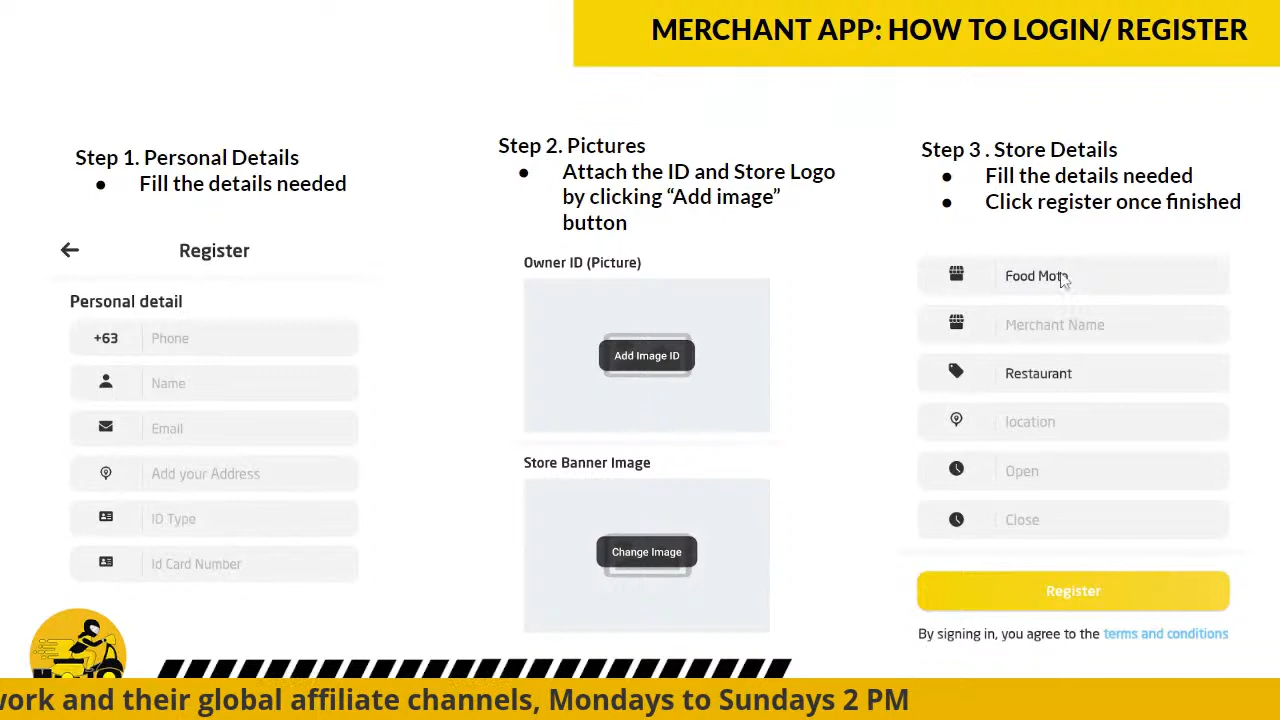 MERCHANT APP: HOW TO LOGIN/ REGISTER
Step 1. Personal Details
● Fill the details needed
Register
Personal detail
+63 Phone
Name
Email
Add your Address
ID Type
Id Card Number
Step 2. Pictures
● Attach the ID and Store Logo
by clicking “Add image”
button
Owner ID (Picture)
Add Image ID
Store Banner Image
Change Image
Step 3 . Store Details
● Fill the details needed
● Click register once finished
Food Moto
Merchant Name
Restaurant
location
Open
Close
Register
By signing in, you agree to the terms and conditions
work and their global affiliate channels, Mondays to Sundays 2 PM